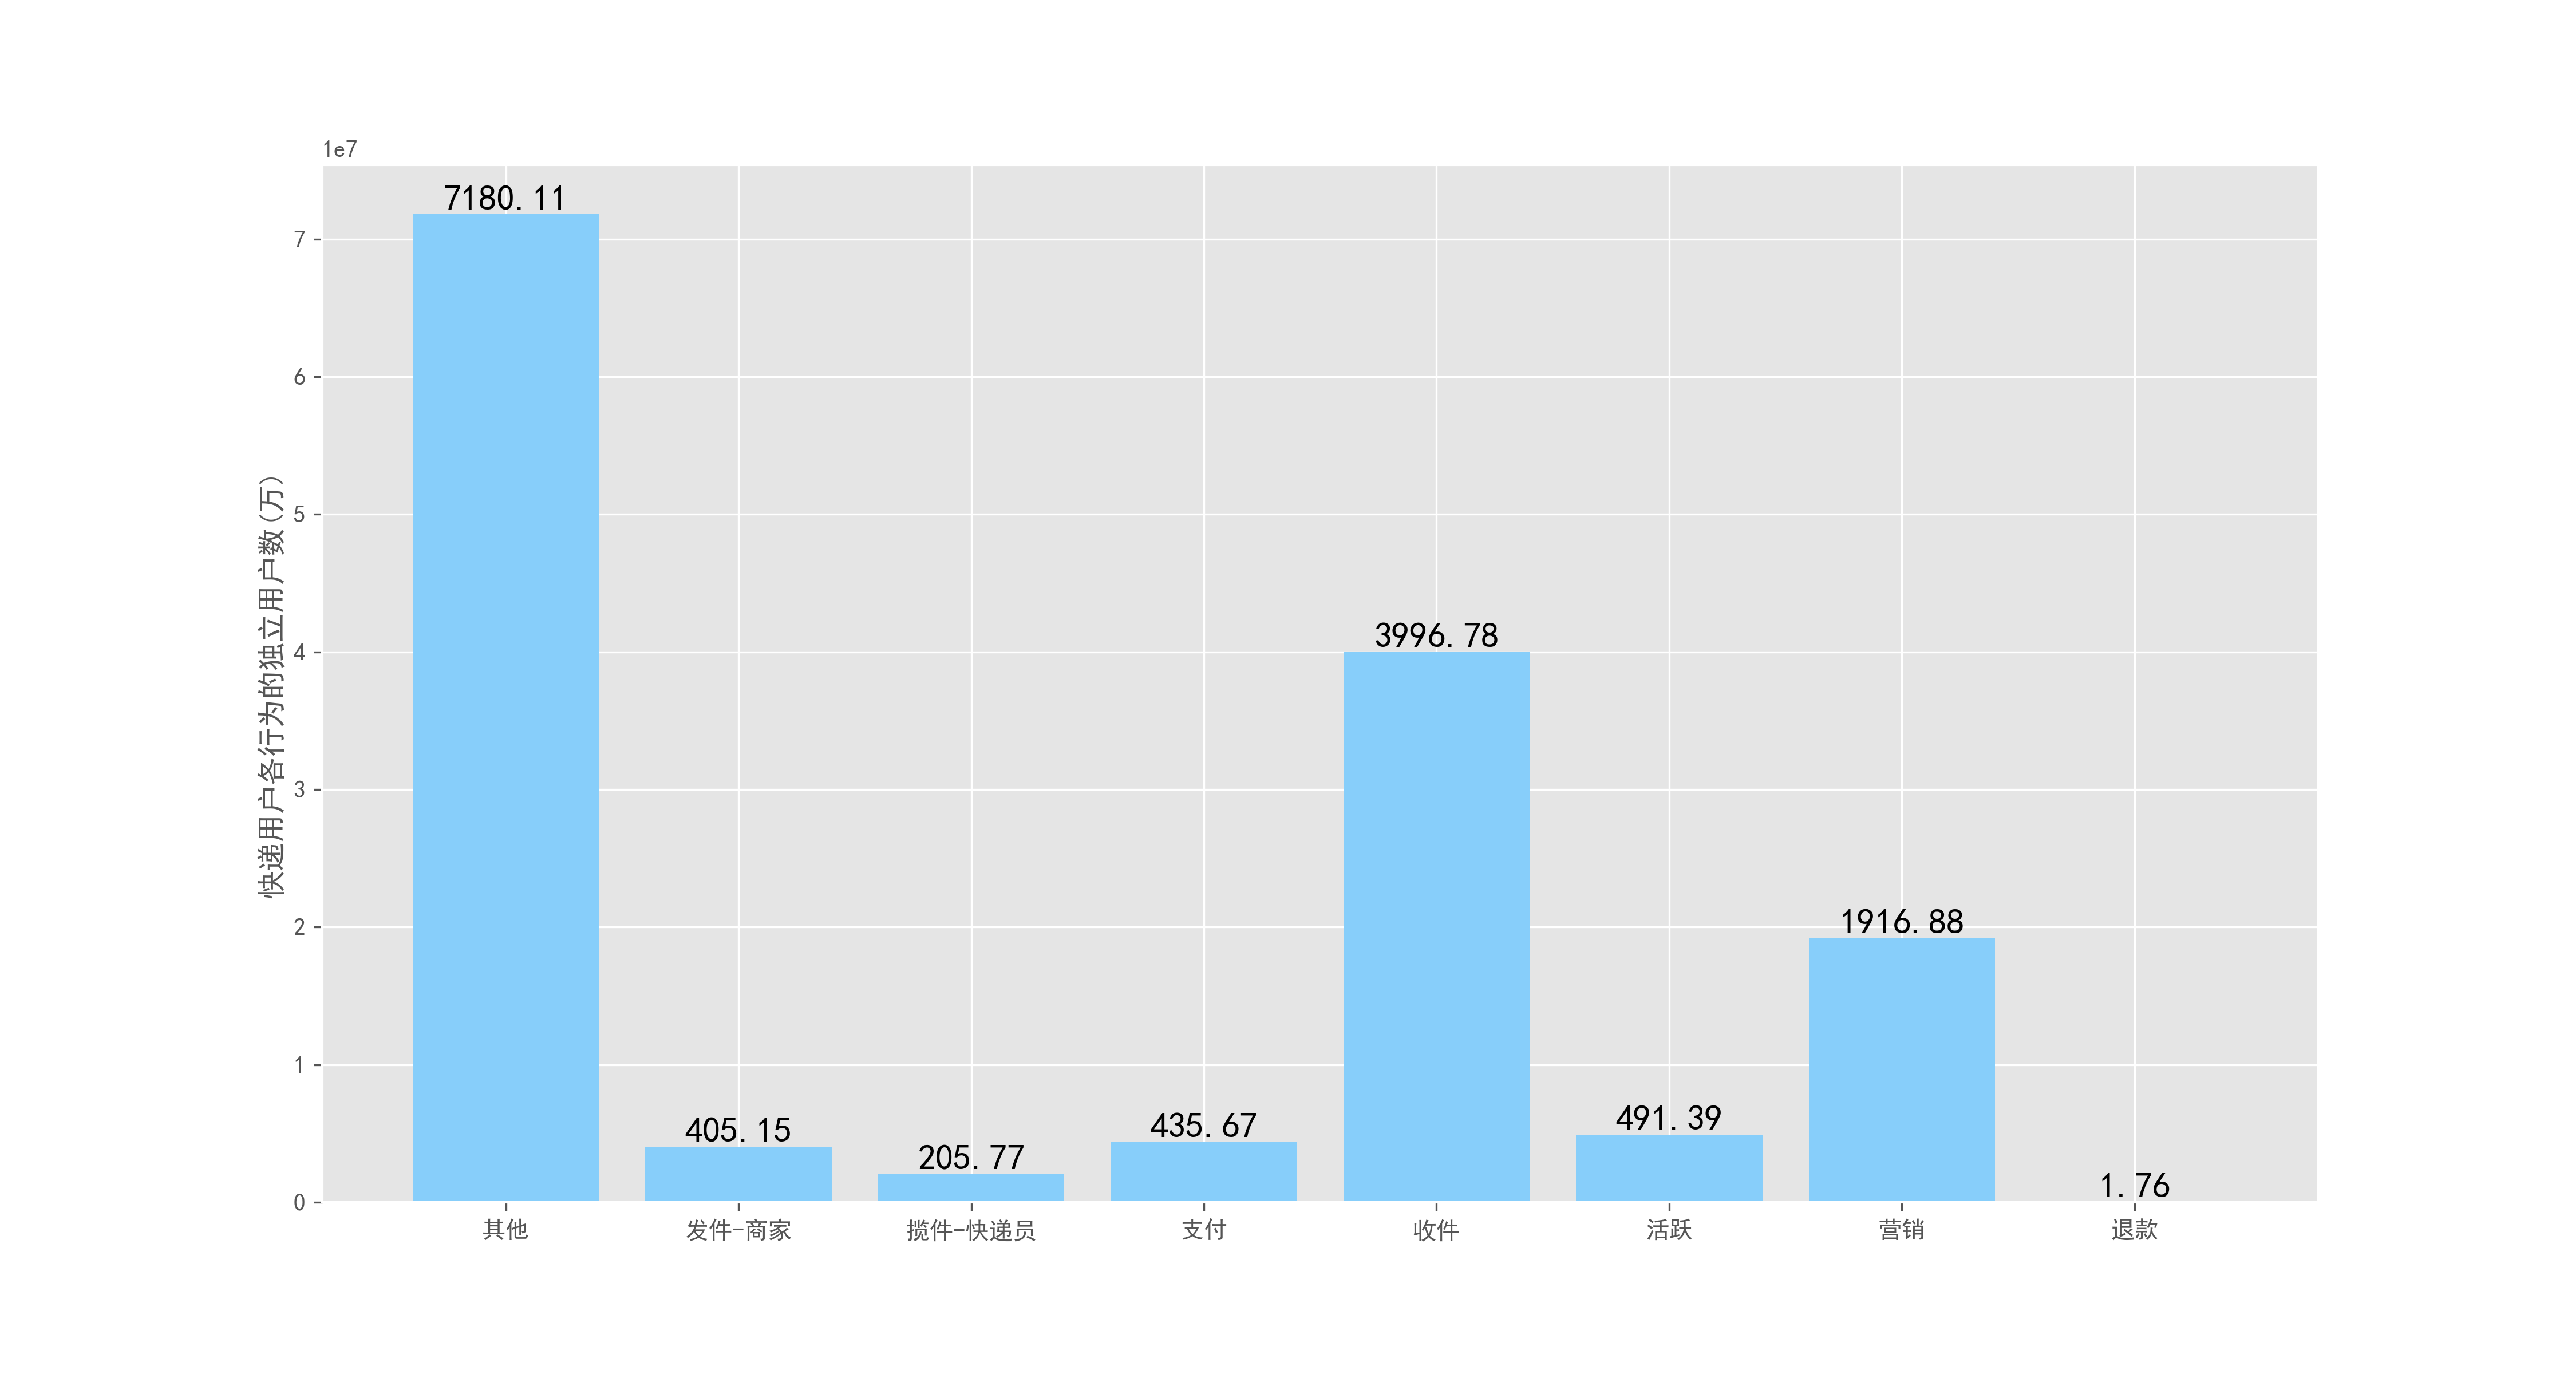 1e7
7180.11
7
6
5
4
3
2
1
0
快递用户各行为的独立用户数(万)
405.15
205.77
435.67
3996.78
491.39
1916.88
1.76
其他
发件-商家
揽件-快递员
支付
收件
活跃
营销
退款